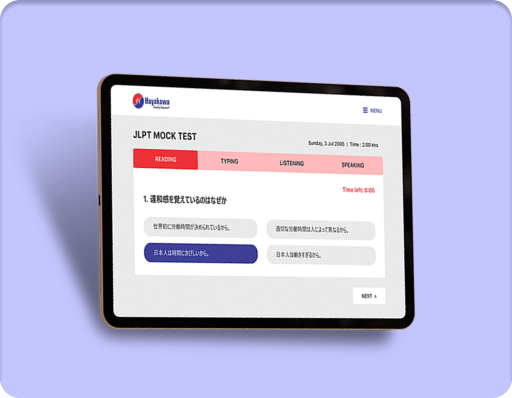 Hayakawa
MENU
JLPT MOCK TEST
Sunday, 3 Jul 2000 | Time : 2:00 Hrs
READING
TYPING
LISTENING
SPEAKING
Time left: 0:00
1. 違和感を覚えているのはなぜか
世界的に労働時間が決められているから。
適切な労働時間は人によって異なるから。
日本人は時間にきびしいから。
日本人は働きすぎるから。
NEXT >